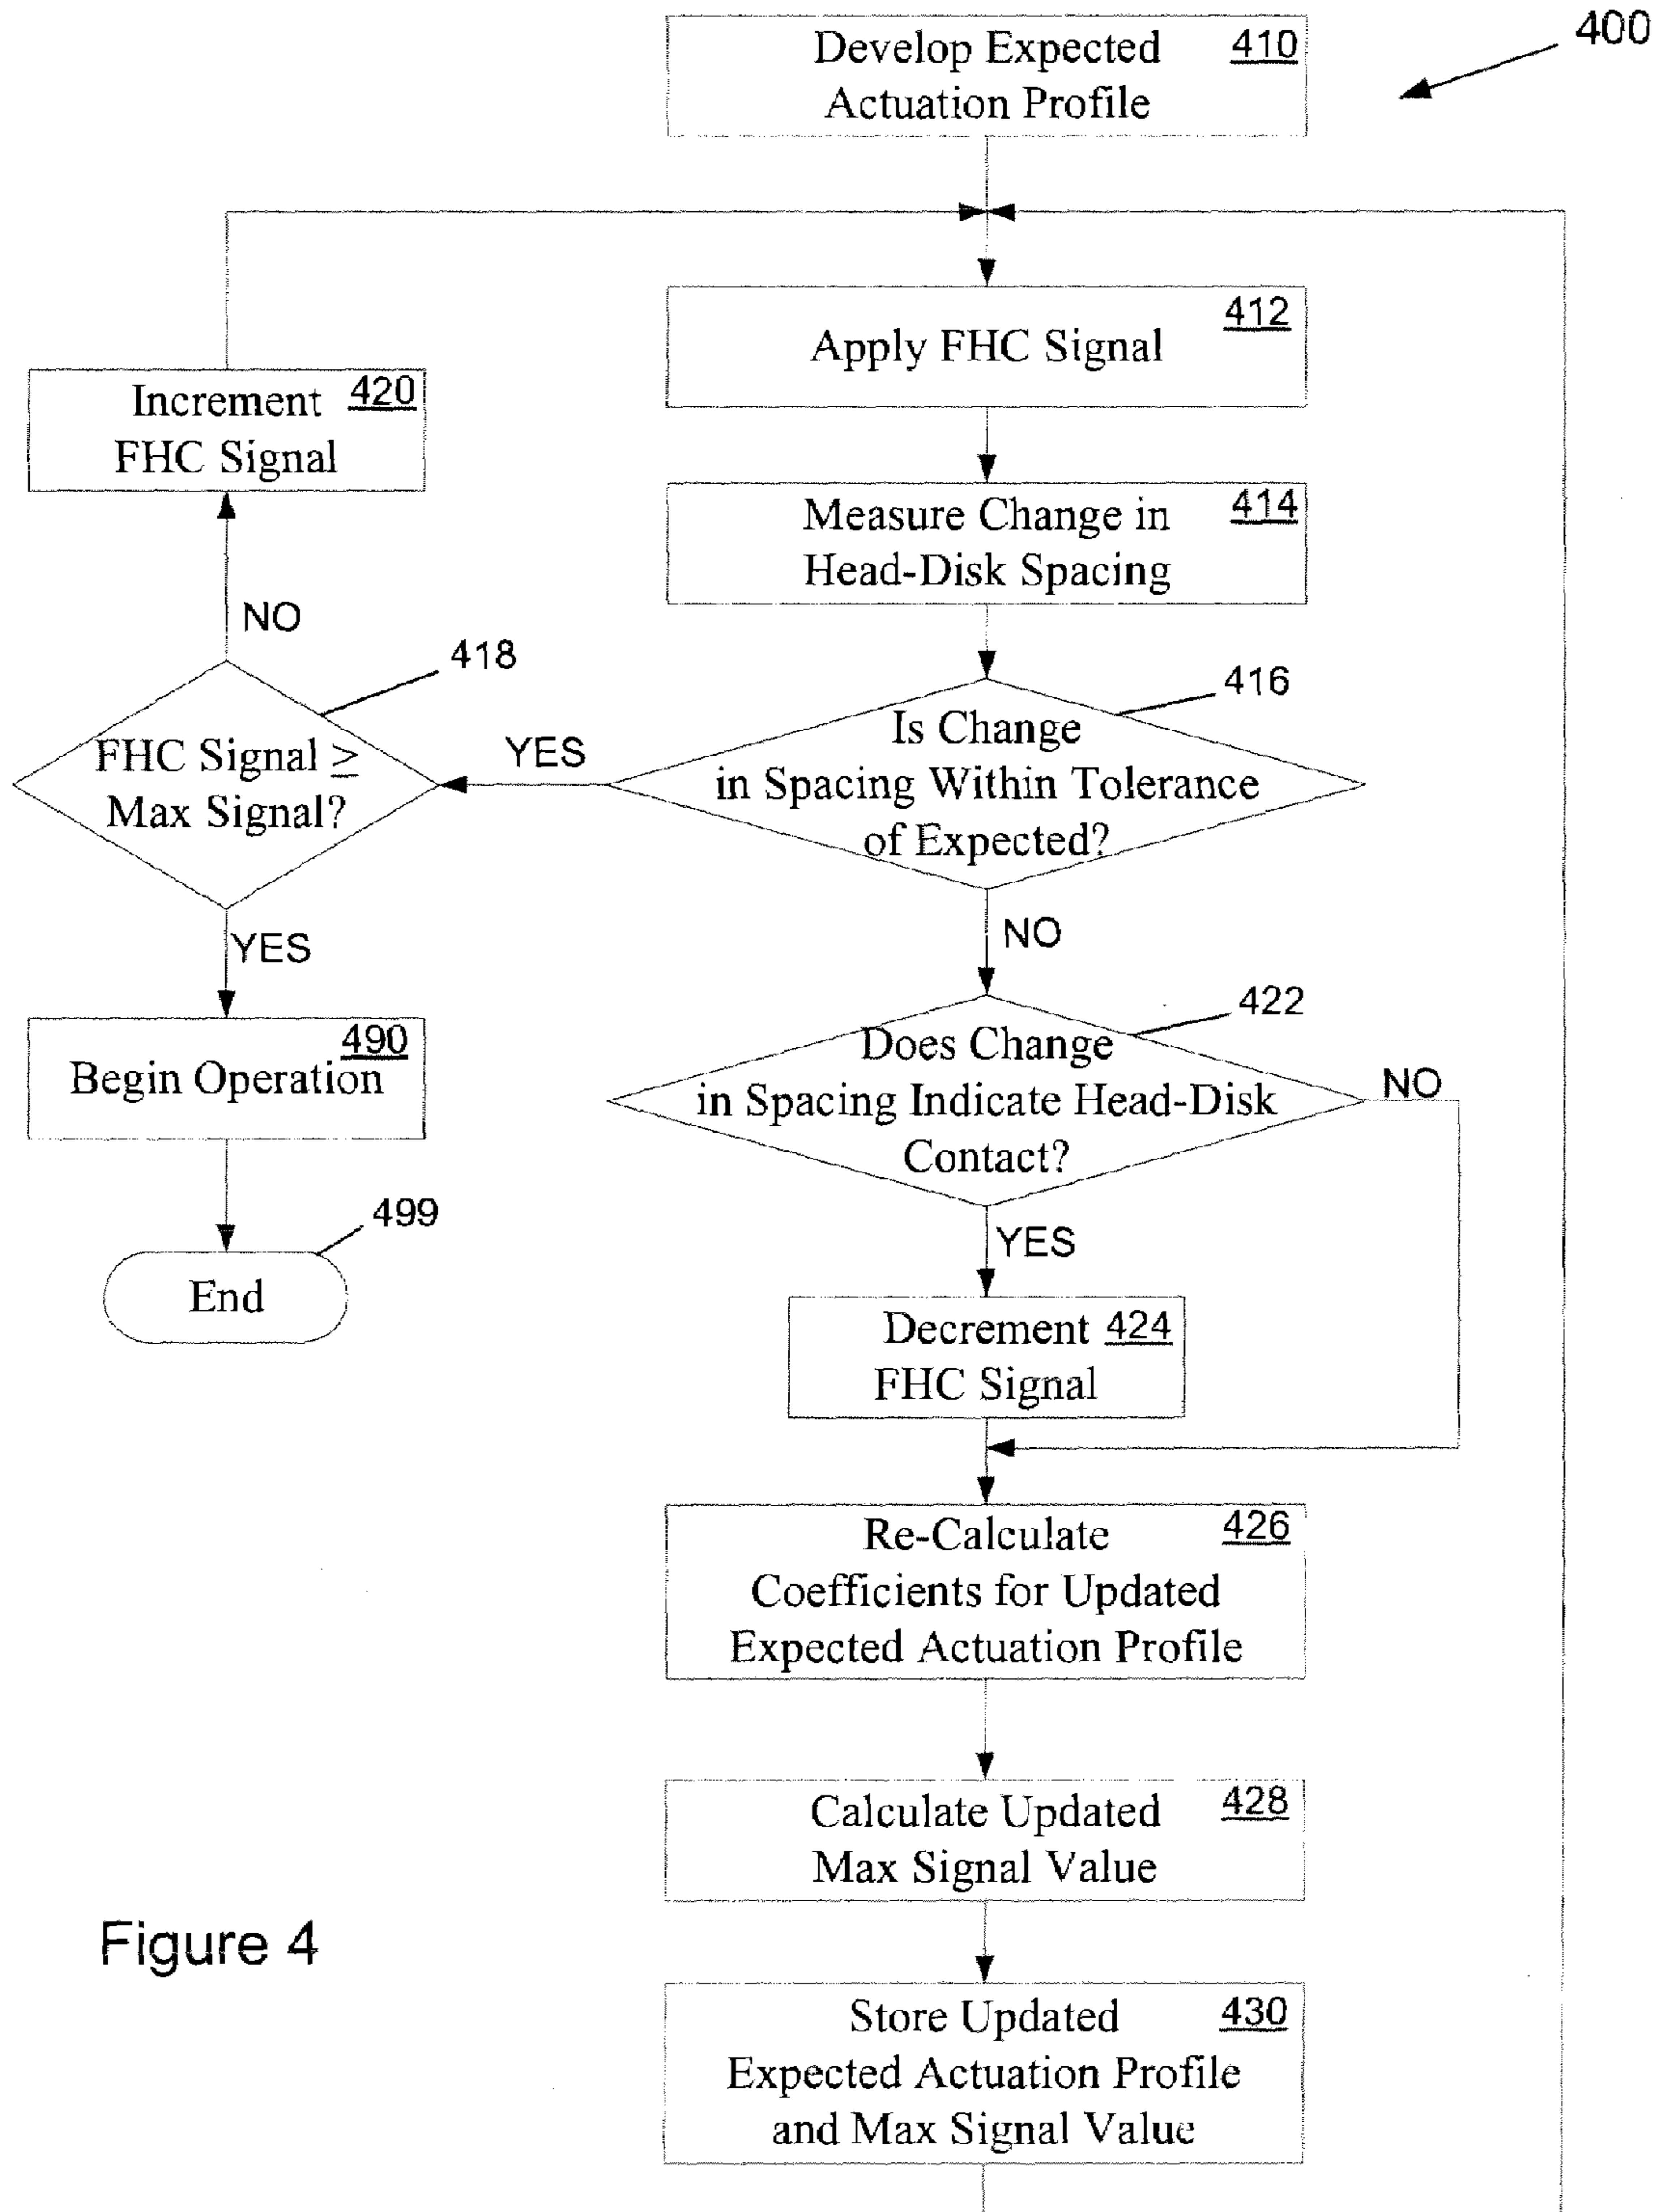 400
Develop Expected 410
Actuation Profile
412
Apply FHC Signal
Increment 420
FHC Signal
Measure Change in 414
Head-Disk Spacing
NO
418
416
FHC Signal ≥
Max Signal?
YES
Is Change
in Spacing Within Tolerance
of Expected?
YES
NO
422
490
Begin Operation
Does Change
in Spacing Indicate Head-Disk
Contact?
NO
499
End
YES
Decrement 424
FHC Signal
Re-Calculate 426
Coefficients for Updated
Expected Actuation Profile
Calculate Updated 428
Max Signal Value
Figure 4
Store Updated 430
Expected Actuation Profile
and Max Signal Value